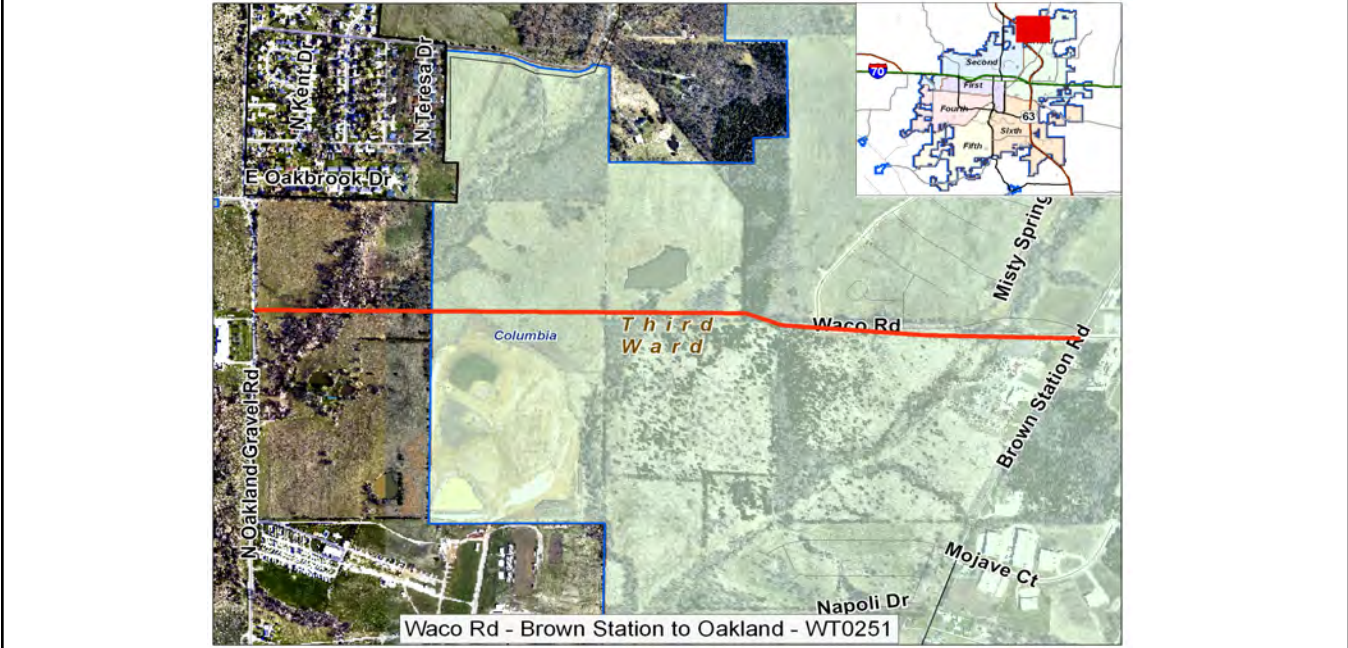 N Kent Dr
N Teresa Dr
E Oakbrook Dr
70
Second
First
Fourth
63
Sixth
Fifth
Misty Spring
Columbia
Third
Ward
Waco Rd
N Oakland Gravel Rd
Brown Station Rd
Mojave Ct
Napoli Dr
Waco Rd - Brown Station to Oakland - WT0251